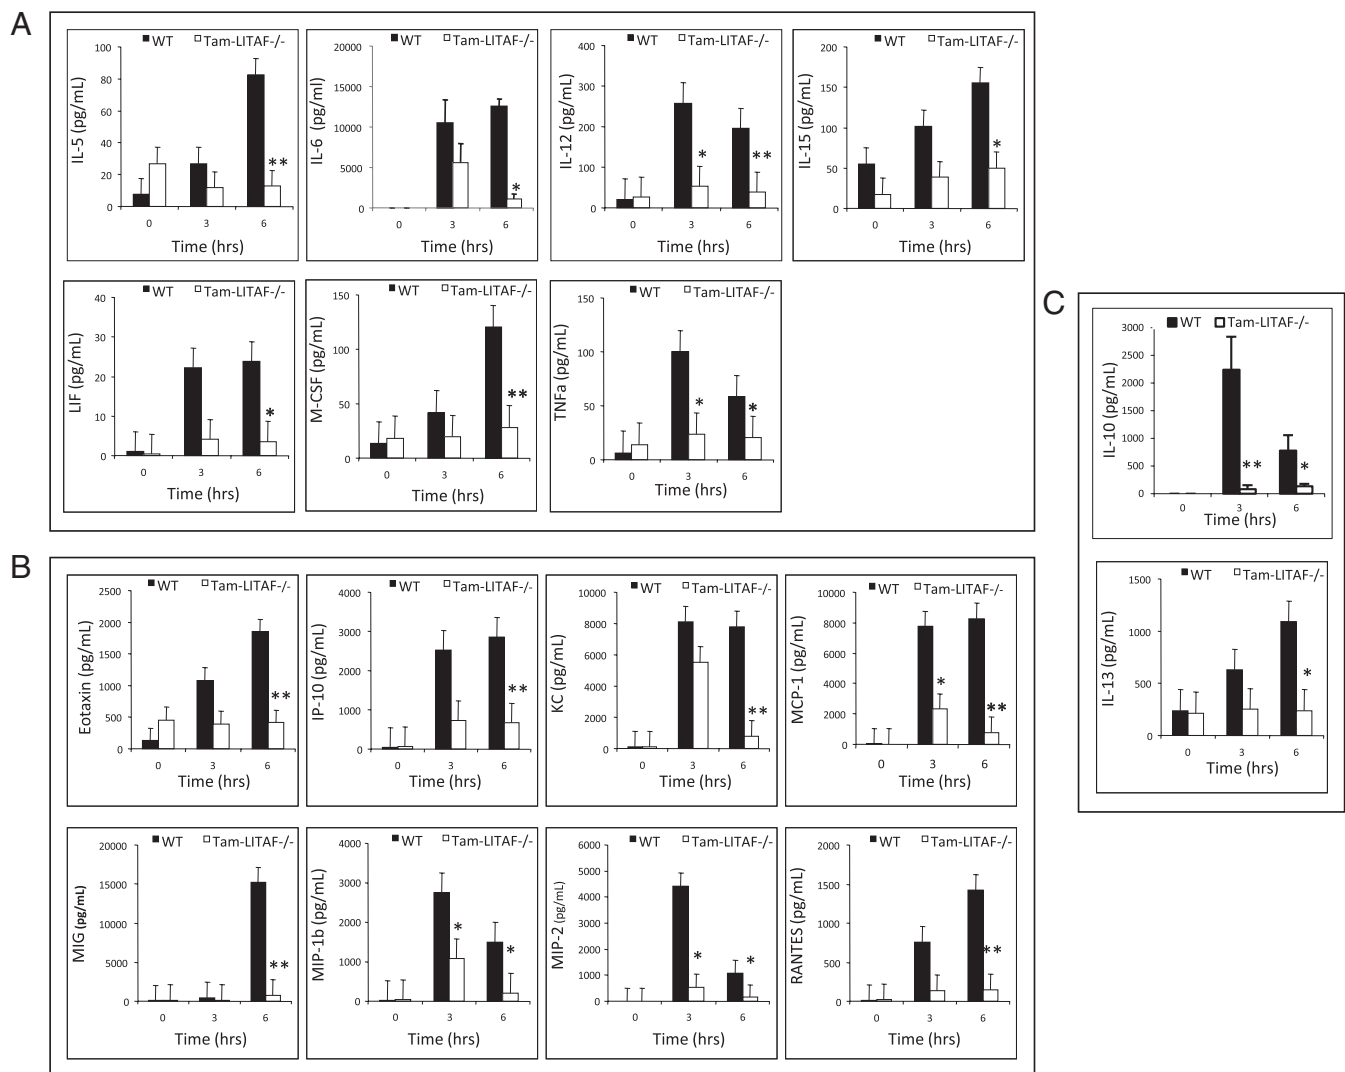 A
WT Tam-LITAF-/-
IL-5 (pg/mL)
100
80
60
40
20
0
**
0 3 6
Time (hrs)
WT Tam-LITAF-/-
IL-6 (pg/ml)
20000
15000
10000
5000
0
*
0 3 6
Time (hrs)
WT Tam-LITAF-/-
IL-12 (pg/mL)
400
300
200
100
0
* **
0 3 6
Time (hrs)
WT Tam-LITAF-/-
IL-15 (pg/mL)
200
150
100
50
0
*
0 3 6
Time (hrs)
WT Tam-LITAF-/-
LIF (pg/mL)
40
30
20
10
0
*
0 3 6
Time (hrs)
WT Tam-LITAF-/-
M-CSF (pg/mL)
150
100
50
0
**
0 3 6
Time (hrs)
WT Tam-LITAF-/-
TNFa (pg/mL)
150
100
50
0
* *
0 3 6
Time (hrs)
B
WT Tam-LITAF-/-
Eotaxin (pg/mL)
2500
2000
1500
1000
500
0
**
0 3 6
Time (hrs)
WT Tam-LITAF-/-
IP-10 (pg/mL)
4000
3000
2000
1000
0
**
0 3 6
Time (hrs)
WT Tam-LITAF-/-
KC (pg/mL)
10000
8000
6000
4000
2000
0
**
0 3 6
Time (hrs)
WT Tam-LITAF-/-
MCP-1 (pg/mL)
10000
8000
6000
4000
2000
0
* **
0 3 6
Time (hrs)
WT Tam-LITAF-/-
MIG (pg/mL)
20000
15000
10000
5000
0
**
0 3 6
Time (hrs)
WT Tam-LITAF-/-
MIP-1b (pg/mL)
4000
3000
2000
1000
0
* *
0 3 6
Time (hrs)
WT Tam-LITAF-/-
MIP-2 (pg/mL)
6000
5000
4000
3000
2000
1000
0
* *
0 3 6
Time (hrs)
WT Tam-LITAF-/-
RANTES (pg/mL)
2000
1500
1000
500
0
**
0 3 6
Time (hrs)
C
WT Tam-LITAF-/-
IL-10 (pg/mL)
3000
2500
2000
1500
1000
500
0
** *
0 3 6
Time (hrs)
WT Tam-LITAF-/-
IL-13 (pg/mL)
1500
1000
500
0
*
0 3 6
Time (hrs)